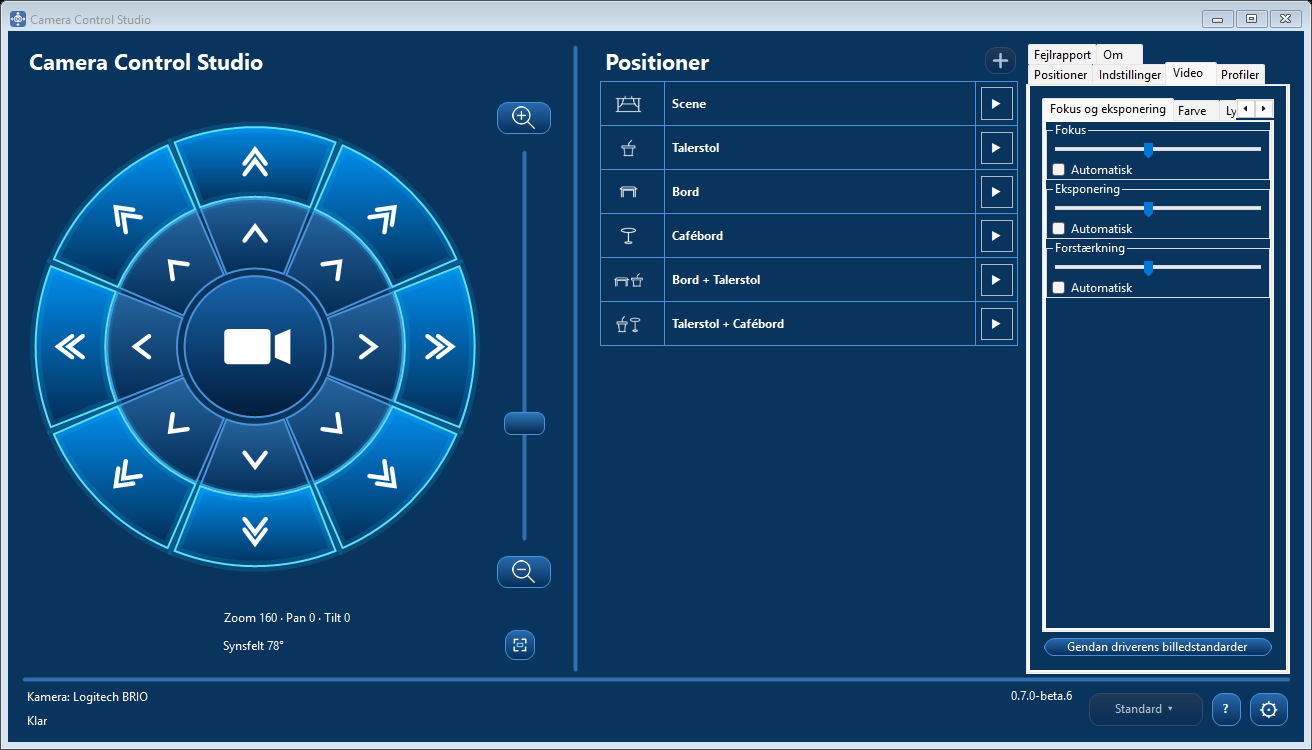 Camera Control Studio
Camera Control Studio
Zoom 160 · Pan 0 · Tilt 0
Synsfelt 78°
Positioner
Scene
Talerstol
Bord
Cafébord
Bord + Talerstol
Talerstol + Cafébord
Fejlrapport Om
Positioner Indstillinger Video Profiler
Fokus og eksponering Farve Ly
Fokus
Automatisk
Eksponering
Automatisk
Forstærkning
Automatisk
Gendan driverens billedstandarder
Kamera: Logitech BRIO
Klar
0.7.0-beta.6
Standard
?